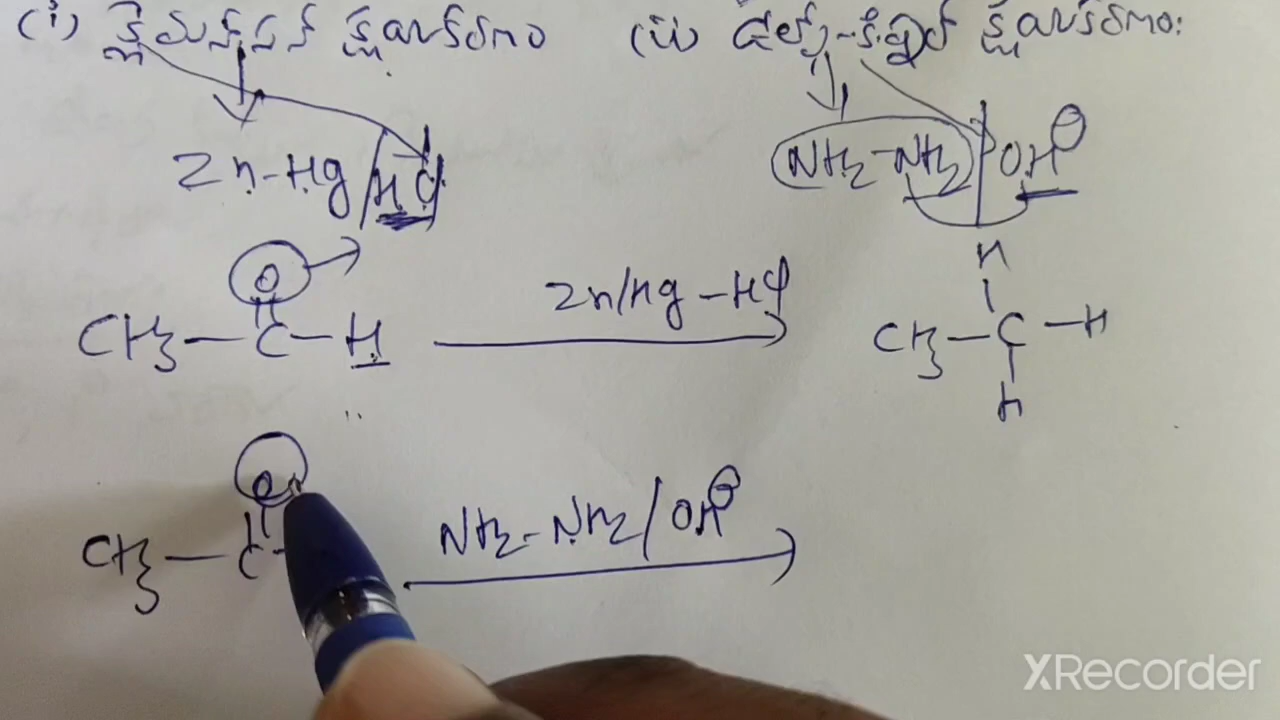 (i) క్లెమన్సన్ క్షయకరణం (ii) ఉల్ఫ్-కిష్నర్ క్షయకరణం:
Zn-Hg/HCl NH2-NH2 | OH⊖
O H
CH3-C-H Zn/Hg-HCl CH3-C-H
H
O
CH3-C- NH2-NH2/OH⊖
XRecorder